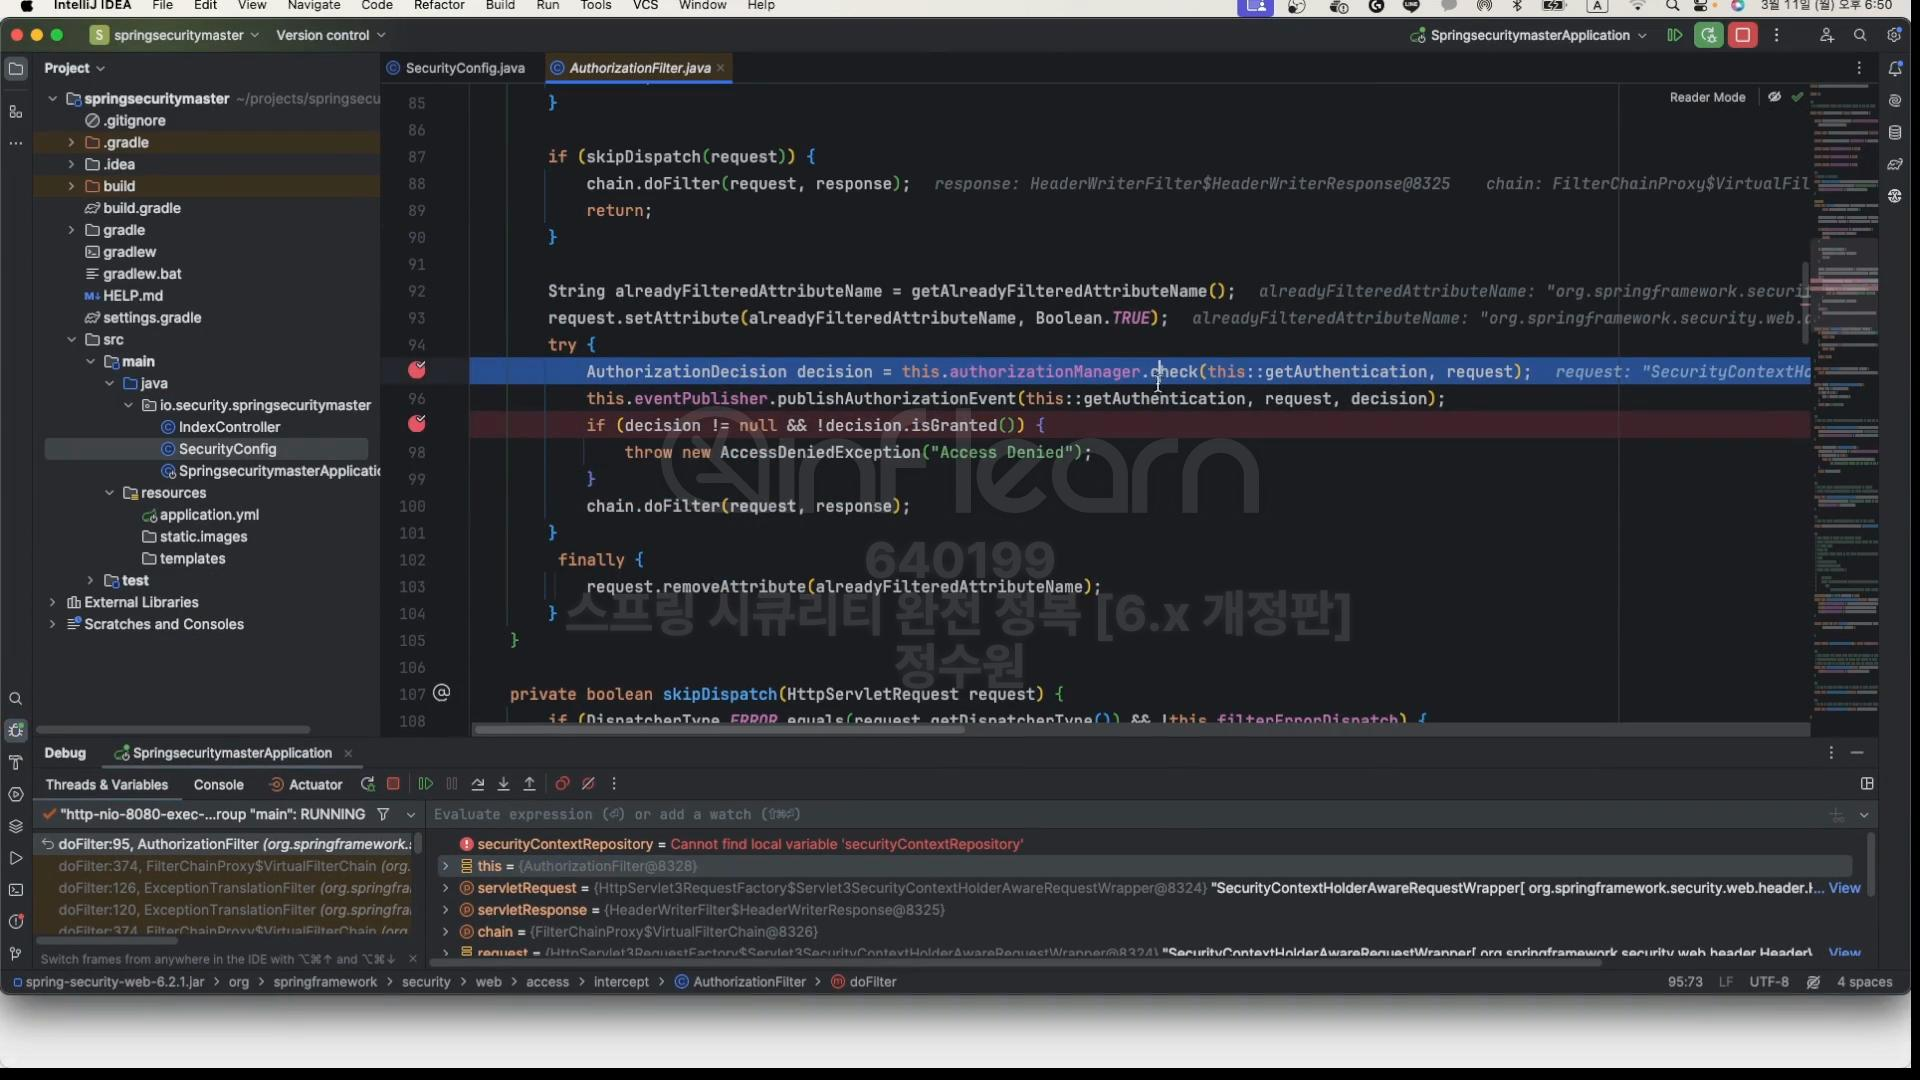 IntelliJ IDEA File Edit View Navigate Code Refactor Build Run Tools VCS Window Help A 3월 11일 (월) 오후 6:50
S springsecuritymaster Version control SpringsecuritymasterApplication
Project SecurityConfig.java AuthorizationFilter.java
Reader Mode
springsecuritymaster ~/projects/springsecu
.gitignore
.gradle
.idea
build
build.gradle
gradle
gradlew
gradlew.bat
HELP.md
settings.gradle
src
main
java
io.security.springsecuritymaster
IndexController
SecurityConfig
SpringsecuritymasterApplicatio
resources
application.yml
static.images
templates
test
External Libraries
Scratches and Consoles
85 }
86
87 if (skipDispatch(request)) {
88 chain.doFilter(request, response); response: HeaderWriterFilter$HeaderWriterResponse@8325 chain: FilterChainProxy$VirtualFil
89 return;
90 }
91
92 String alreadyFilteredAttributeName = getAlreadyFilteredAttributeName(); alreadyFilteredAttributeName: "org.springframework.securi
93 request.setAttribute(alreadyFilteredAttributeName, Boolean.TRUE); alreadyFilteredAttributeName: "org.springframework.security.web.
94 try {
AuthorizationDecision decision = this.authorizationManager.check(this::getAuthentication, request); request: "SecurityContextHo
96 this.eventPublisher.publishAuthorizationEvent(this::getAuthentication, request, decision);
if (decision != null && !decision.isGranted()) {
98 throw new AccessDeniedException("Access Denied");
99 }
100 chain.doFilter(request, response);
101 }
102 finally {
103 request.removeAttribute(alreadyFilteredAttributeName);
104 }
105 }
106
107 private boolean skipDispatch(HttpServletRequest request) {
108 if (DispatcherType.ERROR.equals(request.getDispatcherType()) && !this.filterErrorDispatch) {
inflearn
640199
스프링 시큐리티 완전 정복 [6.x 개정판]
정수원
Debug SpringsecuritymasterApplication
Threads & Variables Console Actuator
"http-nio-8080-exec-...roup "main": RUNNING
doFilter:95, AuthorizationFilter (org.springframework.
doFilter:374, FilterChainProxy$VirtualFilterChain (org.
doFilter:126, ExceptionTranslationFilter (org.springfra
doFilter:120, ExceptionTranslationFilter (org.springfra
doFilter:374, FilterChainProxy$VirtualFilterChain (org.
Switch frames from anywhere in the IDE with ⌥⌘↑ and ⌥⌘↓
Evaluate expression (⏎) or add a watch (⇧⌘⏎)
securityContextRepository = Cannot find local variable 'securityContextRepository'
this = {AuthorizationFilter@8328}
servletRequest = {HttpServlet3RequestFactory$Servlet3SecurityContextHolderAwareRequestWrapper@8324} "SecurityContextHolderAwareRequestWrapper[ org.springframework.security.web.header.H... View
servletResponse = {HeaderWriterFilter$HeaderWriterResponse@8325}
chain = {FilterChainProxy$VirtualFilterChain@8326}
request = {HttpServlet3RequestFactory$Servlet3SecurityContextHolderAwareRequestWrapper@8324} "SecurityContextHolderAwareRequestWrapper[ org.springframework.security.web.header.Header View
spring-security-web-6.2.1.jar > org > springframework > security > web > access > intercept > AuthorizationFilter > doFilter 95:73 LF UTF-8 4 spaces